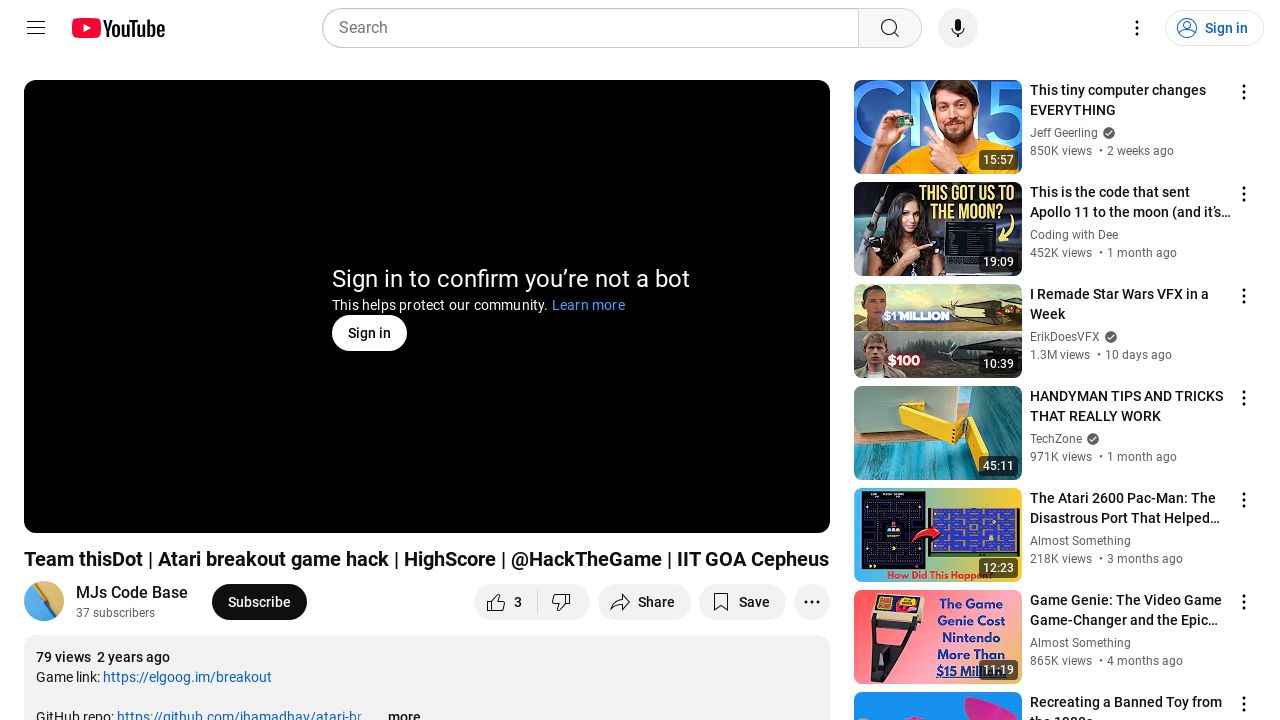 YouTube
Search
Sign in
Sign in to confirm you’re not a bot
This helps protect our community. Learn more
Sign in
Team thisDot | Atari breakout game hack | HighScore | @HackTheGame | IIT GOA Cepheus
MJs Code Base
37 subscribers
Subscribe
3
Share
Save
79 views 2 years ago
Game link: https://elgoog.im/breakout
GitHub repo: https://github.com/ihamadhav/atari-br...
...more
CM5
15:57
This tiny computer changes
EVERYTHING
Jeff Geerling
850K views • 2 weeks ago
THIS GOT US TO
THE MOON?
19:09
This is the code that sent
Apollo 11 to the moon (and it’s...
Coding with Dee
452K views • 1 month ago
$1 MILLION
$100
10:39
I Remade Star Wars VFX in a
Week
ErikDoesVFX
1.3M views • 10 days ago
45:11
HANDYMAN TIPS AND TRICKS
THAT REALLY WORK
TechZone
971K views • 1 month ago
How Did This Happen?
12:23
The Atari 2600 Pac-Man: The
Disastrous Port That Helped...
Almost Something
218K views • 3 months ago
The Game
Genie Cost
Nintendo
More Than
$15 Million
11:19
Game Genie: The Video Game
Game-Changer and the Epic...
Almost Something
865K views • 4 months ago
Recreating a Banned Toy from
the 1980s